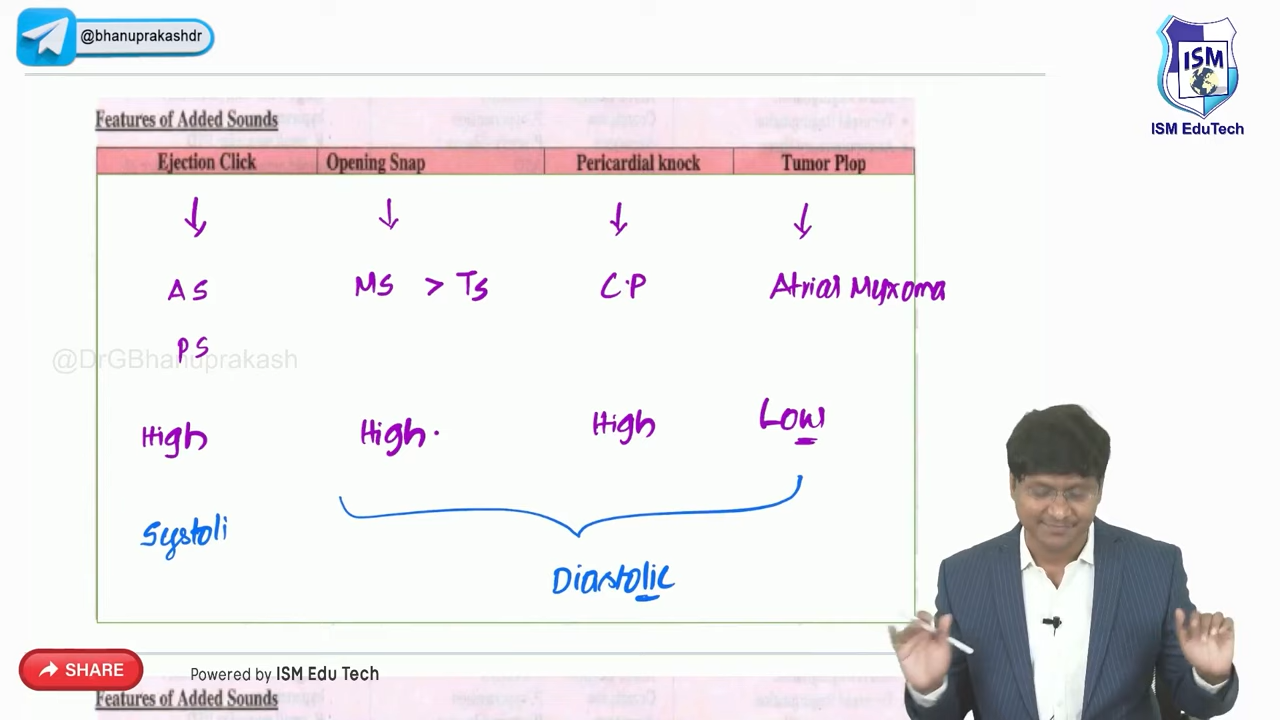 @bhanuprakashdr
ISM
ISM EduTech
Features of Added Sounds
Ejection Click Opening Snap Pericardial knock Tumor Plop
AS MS > Ts C.P Atrial Myxoma
PS
@DrGBhanuprakash
High High. High Low
Systoli
Diastolic
SHARE
Powered by ISM Edu Tech
Features of Added Sounds